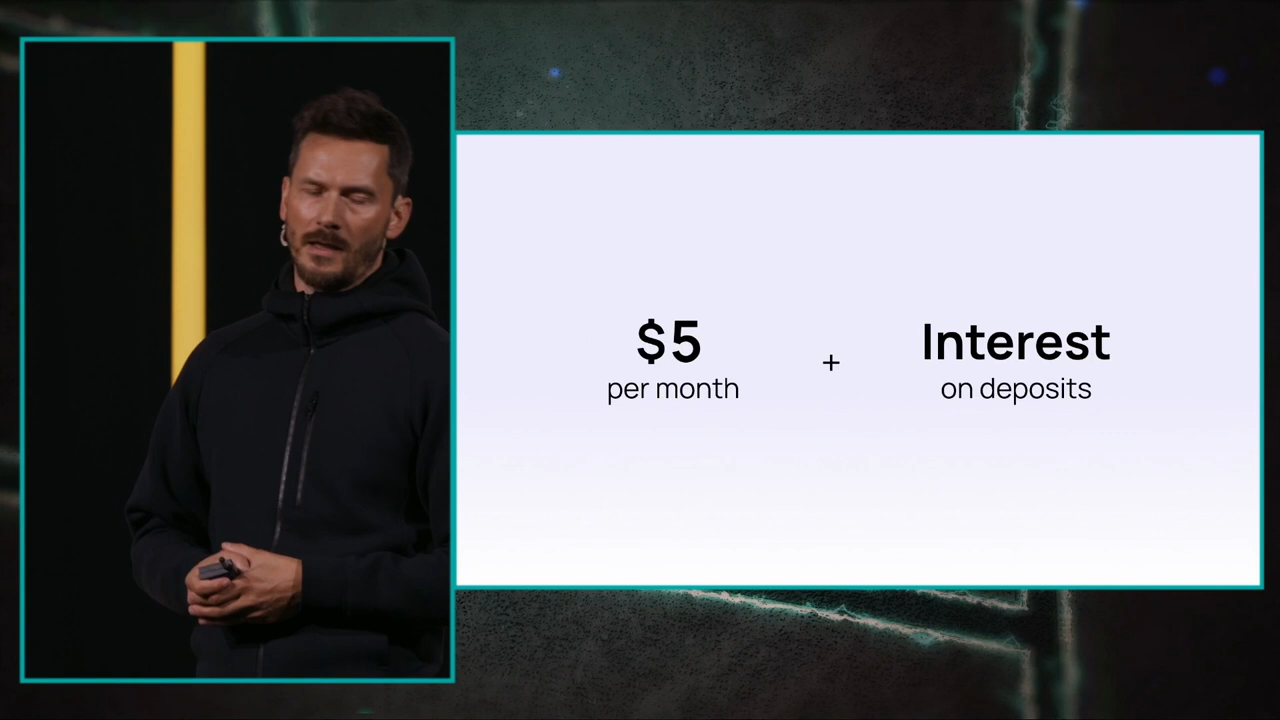 $5
per month
+
Interest
on deposits